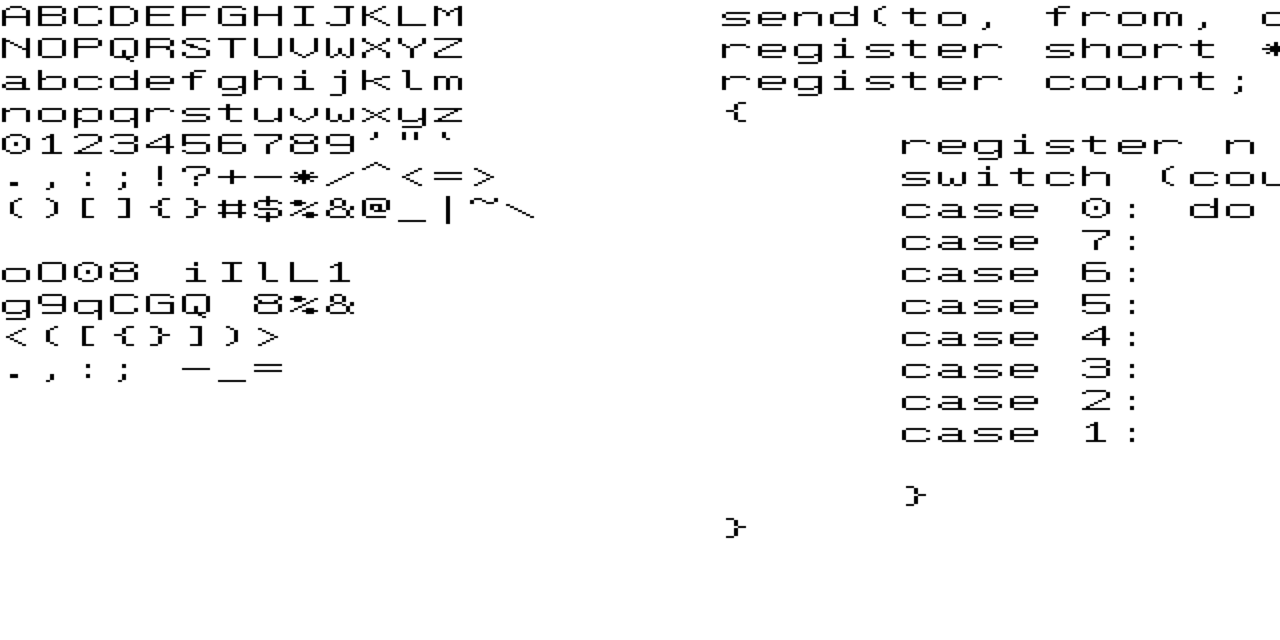 ABCDEFGHIJKLM
NOPQRSTUVWXYZ
abcdefghijklm
nopqrstuvwxyz
0123456789'"`
.,:;!?+-*/^<=>
()[]{}#$%&@_|~\
o008 iIlL1
g9qCGQ 8%&
<([{}])>
.,:; -_=
send(to, from, c
register short *
register count;
{
register n
switch (cou
case 0: do
case 7:
case 6:
case 5:
case 4:
case 3:
case 2:
case 1:
}
}